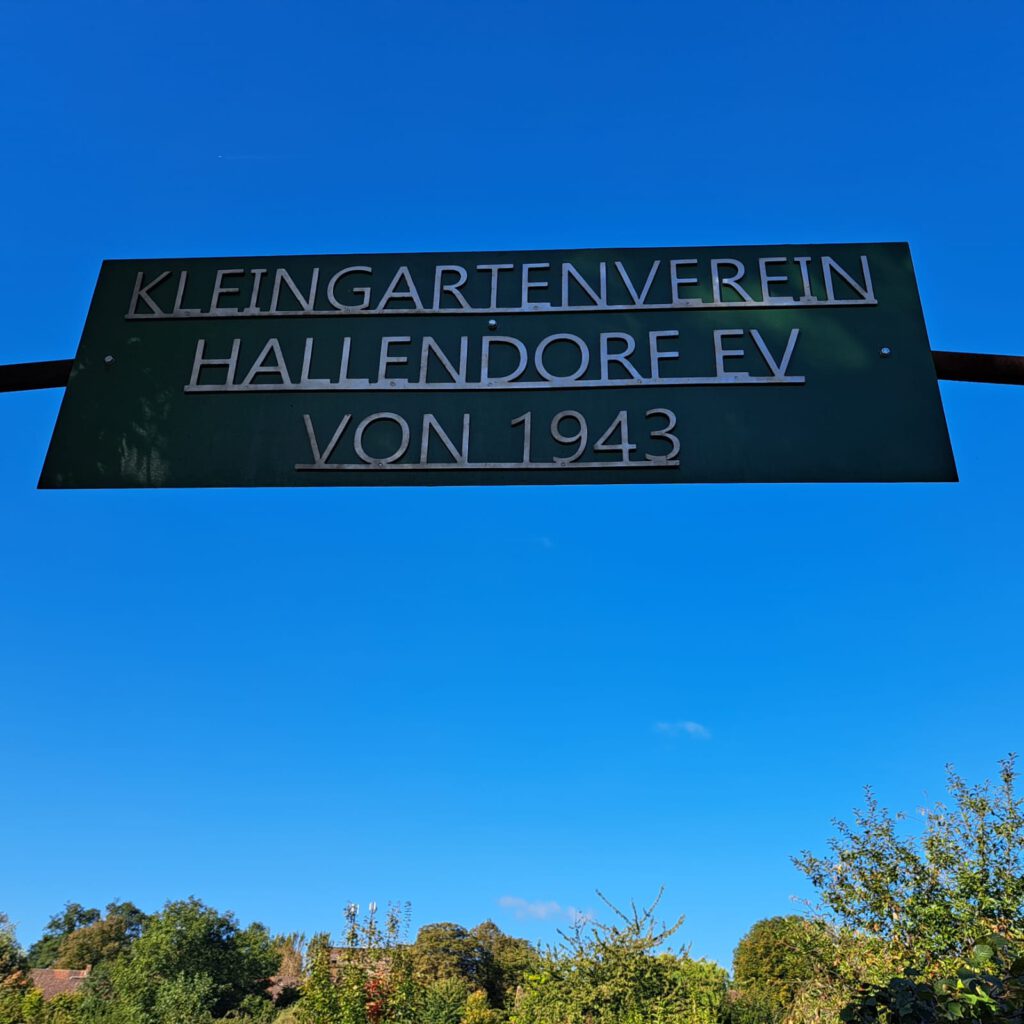 KLEINGARTENVEREIN
HALLENDORF EV
VON 1943